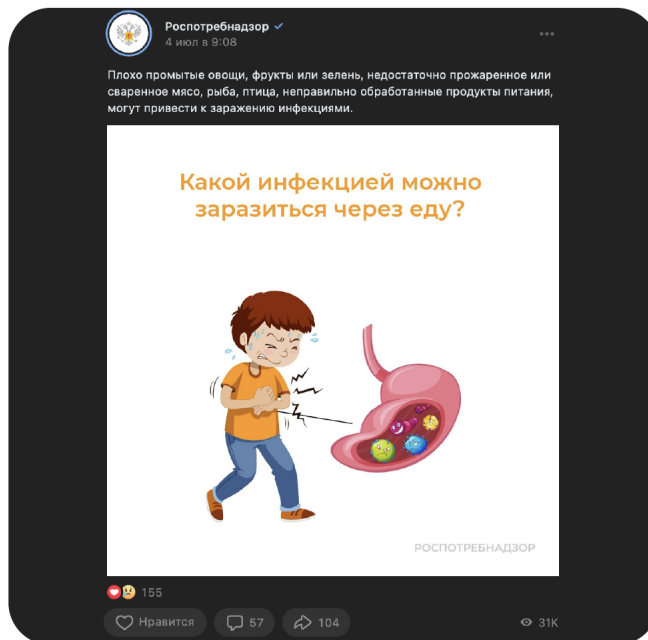 Роспотребнадзор
4 июл в 9:08
Плохо промытые овощи, фрукты или зелень, недостаточно прожаренное или
сваренное мясо, рыба, птица, неправильно обработанные продукты питания,
могут привести к заражению инфекциями.
Какой инфекцией можно
заразиться через еду?
РОСПОТРЕБНАДЗОР
155
Нравится 57 104 31K